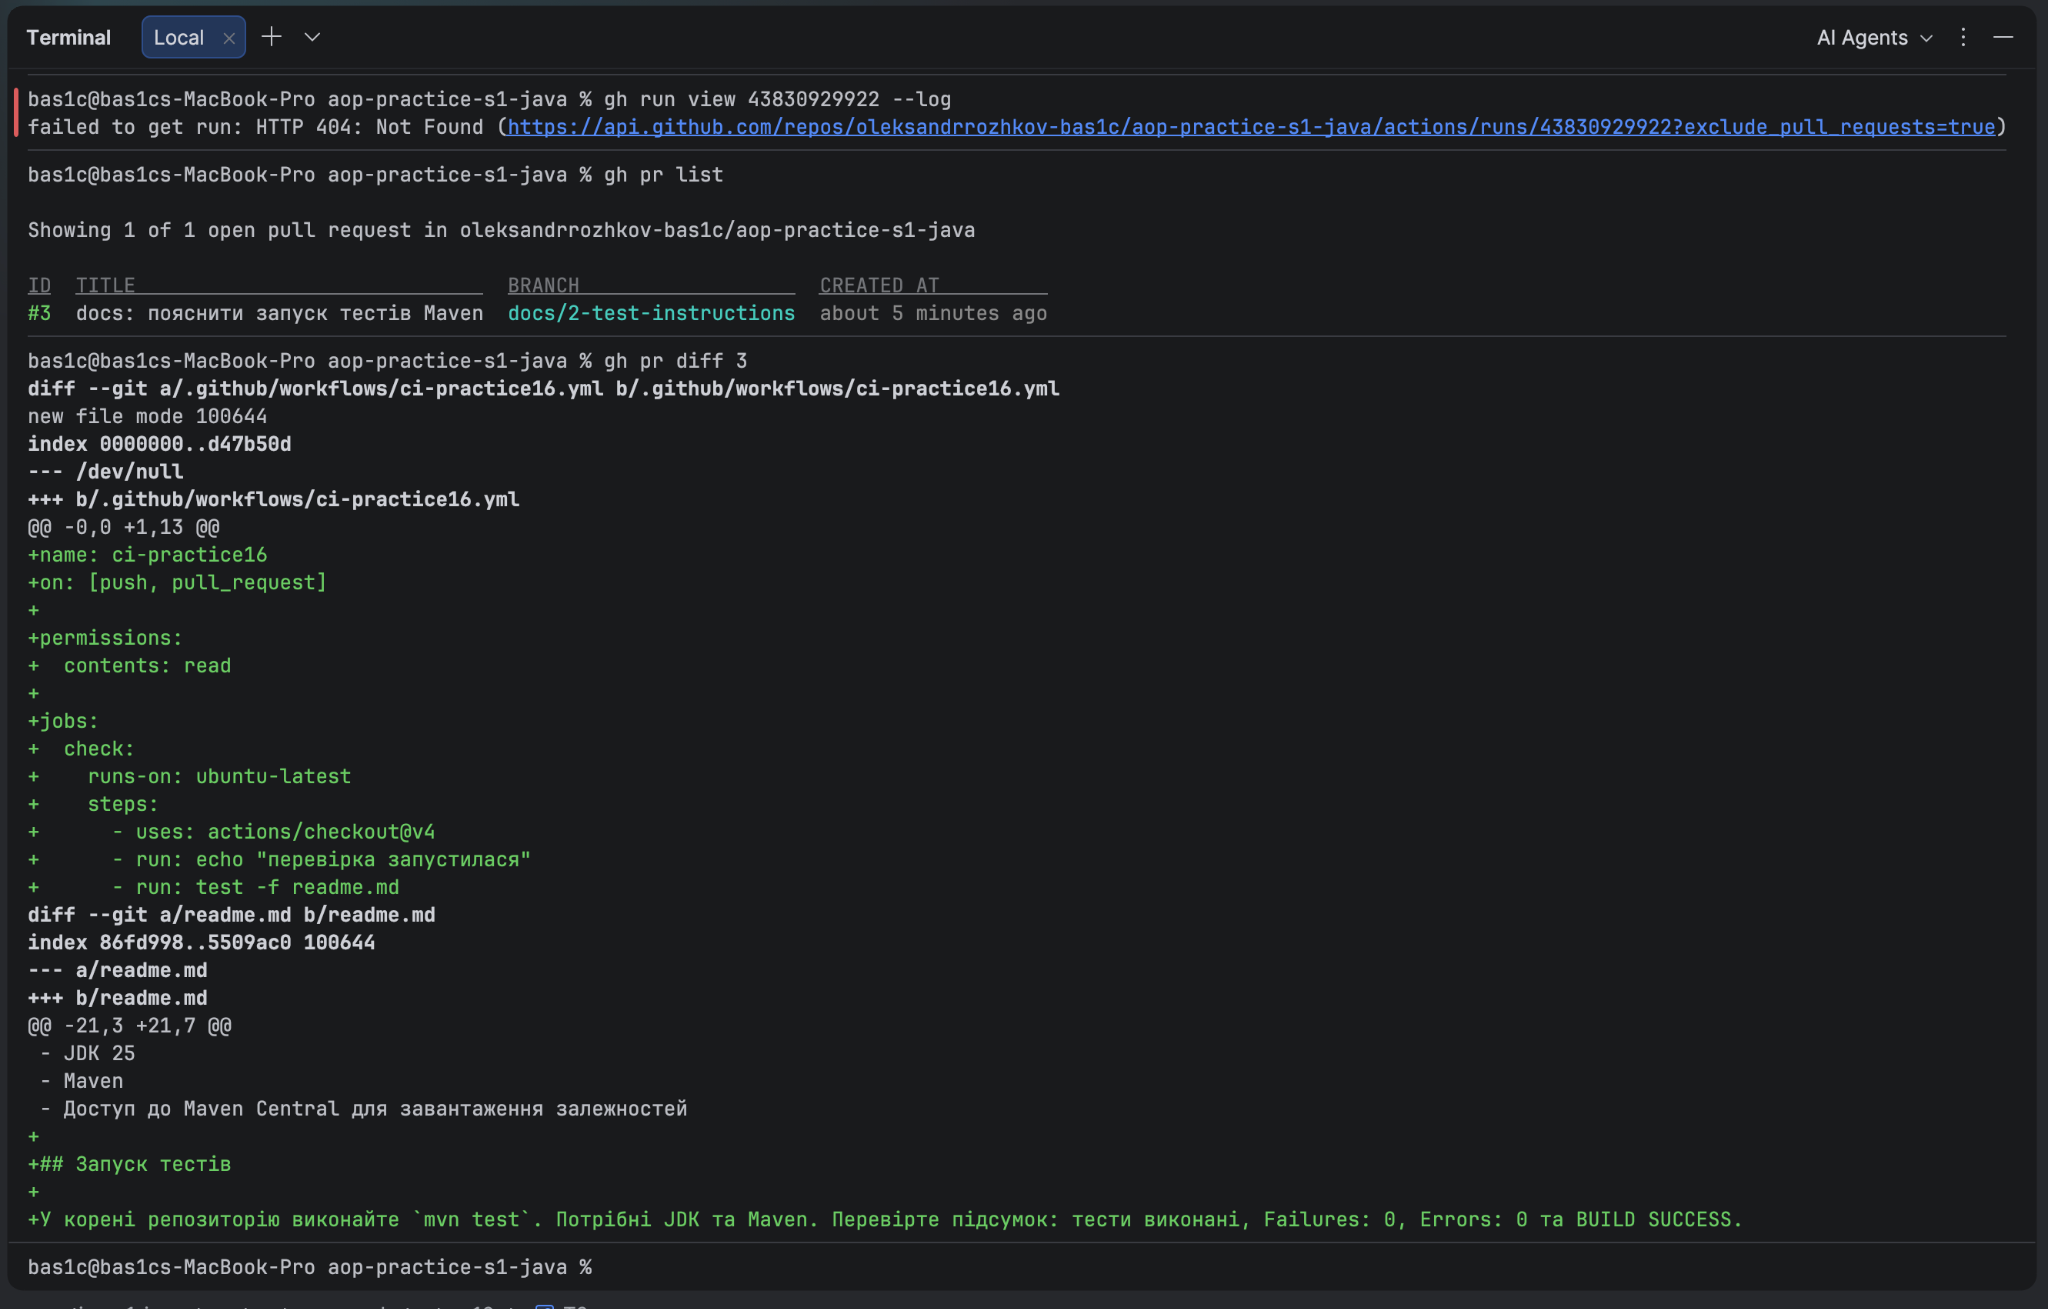 Terminal Local × + AI Agents
bas1c@bas1cs-MacBook-Pro aop-practice-s1-java % gh run view 43830929922 --log
failed to get run: HTTP 404: Not Found (https://api.github.com/repos/oleksandrrozhkov-bas1c/aop-practice-s1-java/actions/runs/43830929922?exclude_pull_requests=true)
bas1c@bas1cs-MacBook-Pro aop-practice-s1-java % gh pr list
Showing 1 of 1 open pull request in oleksandrrozhkov-bas1c/aop-practice-s1-java
ID TITLE BRANCH CREATED AT
#3 docs: пояснити запуск тестів Maven docs/2-test-instructions about 5 minutes ago
bas1c@bas1cs-MacBook-Pro aop-practice-s1-java % gh pr diff 3
diff --git a/.github/workflows/ci-practice16.yml b/.github/workflows/ci-practice16.yml
new file mode 100644
index 0000000..d47b50d
--- /dev/null
+++ b/.github/workflows/ci-practice16.yml
@@ -0,0 +1,13 @@
+name: ci-practice16
+on: [push, pull_request]
+
+permissions:
+  contents: read
+
+jobs:
+  check:
+    runs-on: ubuntu-latest
+    steps:
+      - uses: actions/checkout@v4
+      - run: echo "перевірка запустилася"
+      - run: test -f readme.md
diff --git a/readme.md b/readme.md
index 86fd998..5509ac0 100644
--- a/readme.md
+++ b/readme.md
@@ -21,3 +21,7 @@
 - JDK 25
 - Maven
 - Доступ до Maven Central для завантаження залежностей
+
+## Запуск тестів
+
+У корені репозиторію виконайте `mvn test`. Потрібні JDK та Maven. Перевірте підсумок: тести виконані, Failures: 0, Errors: 0 та BUILD SUCCESS.
bas1c@bas1cs-MacBook-Pro aop-practice-s1-java %